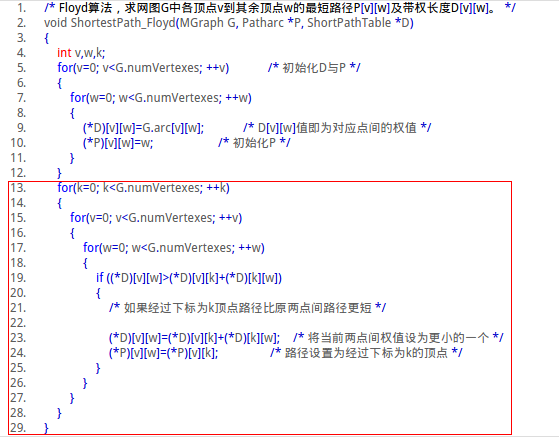 1. /* Floyd算法，求网图G中各顶点v到其余顶点w的最短路径P[v][w]及带权长度D[v][w]。 */
2. void ShortestPath_Floyd(MGraph G, Patharc *P, ShortPathTable *D)
3. {
4. int v,w,k;
5. for(v=0; v<G.numVertexes; ++v) /* 初始化D与P */
6. {
7. for(w=0; w<G.numVertexes; ++w)
8. {
9. (*D)[v][w]=G.arc[v][w]; /* D[v][w]值即为对应点间的权值 */
10. (*P)[v][w]=w; /* 初始化P */
11. }
12. }
13. for(k=0; k<G.numVertexes; ++k)
14. {
15. for(v=0; v<G.numVertexes; ++v)
16. {
17. for(w=0; w<G.numVertexes; ++w)
18. {
19. if ((*D)[v][w]>(*D)[v][k]+(*D)[k][w])
20. {
21. /* 如果经过下标为k顶点路径比原两点间路径更短 */
22.
23. (*D)[v][w]=(*D)[v][k]+(*D)[k][w]; /* 将当前两点间权值设为更小的一个 */
24. (*P)[v][w]=(*P)[v][k]; /* 路径设置为经过下标为k的顶点 */
25. }
26. }
27. }
28. }
29. }